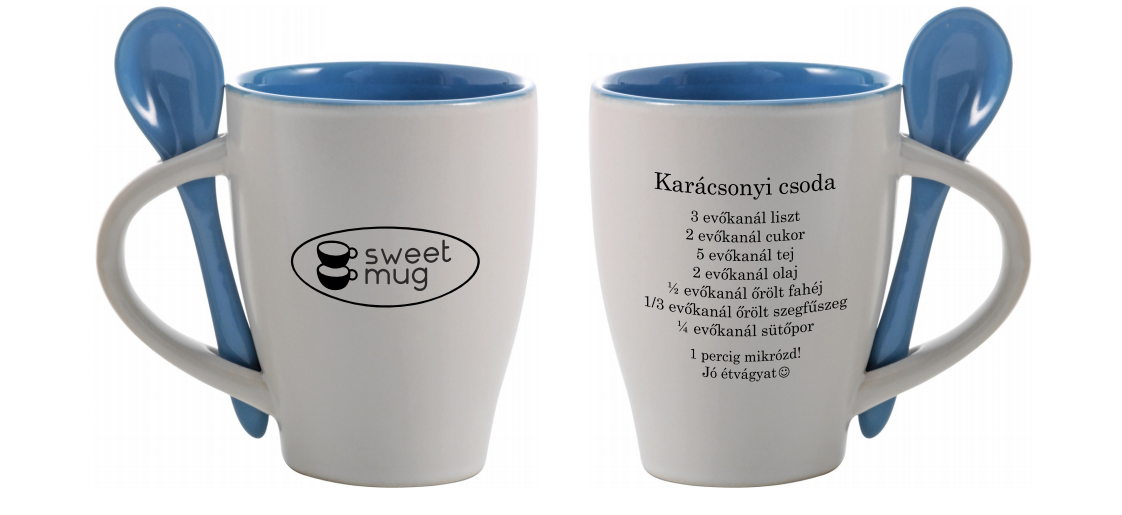 sweet
mug
Karácsonyi csoda
3 evőkanál liszt
2 evőkanál cukor
5 evőkanál tej
2 evőkanál olaj
½ evőkanál őrölt fahéj
1/3 evőkanál őrölt szegfűszeg
¼ evőkanál sütőpor
1 percig mikrózd!
Jó étvágyat☺